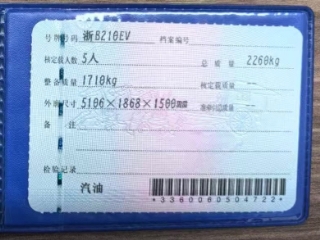 号牌号码 浙B210EV 档案编号
核定载人数 5人 总质量 2260kg
整备质量 1710kg 核定载质量
外廓尺寸 5106×1868×1500mm 准牵引总质量
备注
检验记录
汽油
*3360080504722*